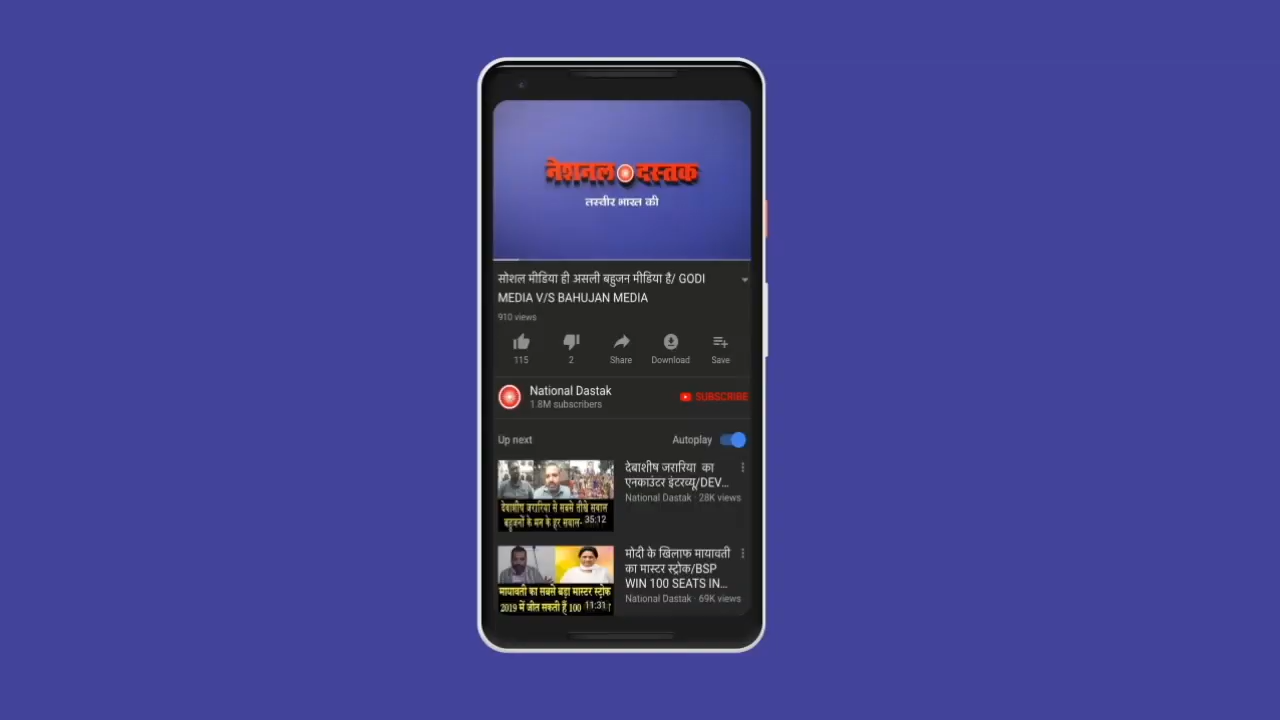 नेशनल दस्तक
तस्वीर भारत की
सोशल मीडिया ही असली बहुजन मीडिया है/ GODI
MEDIA V/S BAHUJAN MEDIA
910 views
115
2
Share
Download
Save
National Dastak
1.8M subscribers
SUBSCRIBE
Up next
Autoplay
देबाशीष जरारिया से सबसे तीखे सवाल
बहुजनों के मन के हर सवाल-
35:12
देबाशीष जरारिया का
एनकाउंटर इंटरव्यू/DEV...
National Dastak · 28K views
मायावती का सबसे बड़ा मास्टर स्ट्रोक
2019 में जीत सकती हैं 100
11:31
मोदी के खिलाफ मायावती
का मास्टर स्ट्रोक/BSP
WIN 100 SEATS IN...
National Dastak · 69K views